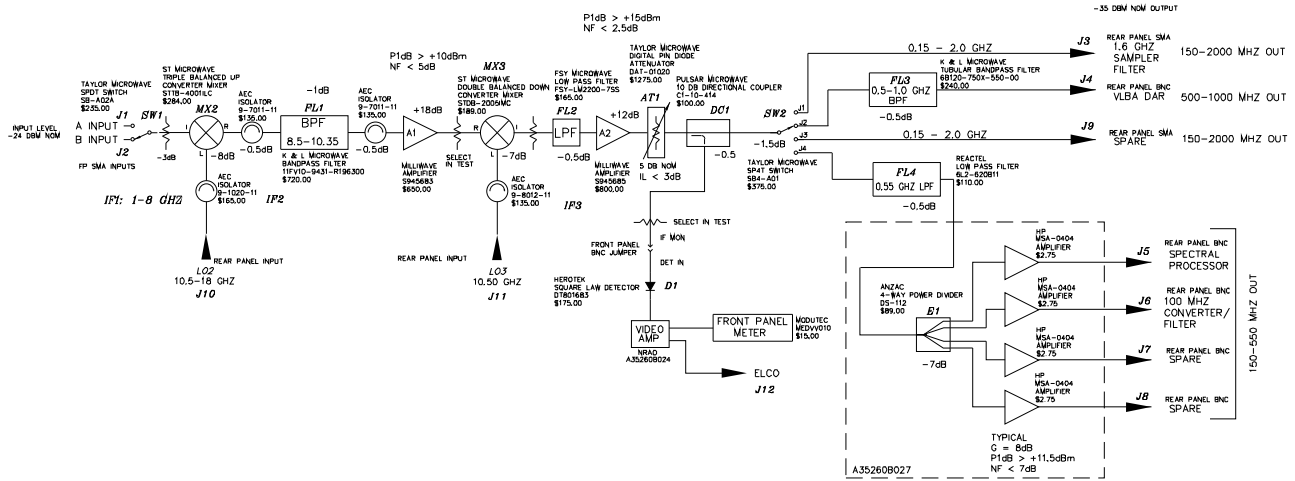 -35 DBM NOM OUTPUT
P1dB > +15dBm
NF < 2.5dB
P1dB > +10dBm
NF < 5dB
INPUT LEVEL
-24 DBM NOM
TAYLOR MICROWAVE
SPDT SWITCH
SB-AD2A
$235.00
J1
SW1
A INPUT
B INPUT
J2
FP SMA INPUTS
-3dB
IF1: 1-8 GHZ
ST MICROWAVE
TRIPLE BALANCED UP
CONVERTER MIXER
STTB-4001ILC
$284.00
MX2
I
R
L
-8dB
AEC
ISOLATOR
9-7011-11
$135.00
-0.5dB
AEC
ISOLATOR
9-1020-11
$165.00
IF2
REAR PANEL INPUT
LO2
10.5-18 GHZ
J10
-1dB
FL1
BPF
8.5-10.35
K & L MICROWAVE
BANDPASS FILTER
11FV10-9431-R196300
$720.00
AEC
ISOLATOR
9-7011-11
$135.00
-0.5dB
+18dB
A1
MILLIWAVE
AMPLIFIER
S945683
$650.00
SELECT
IN TEST
MX3
ST MICROWAVE
DOUBLE BALANCED DOWN
CONVERTER MIXER
STDB-2006MC
$189.00
R
I
L
-7dB
AEC
ISOLATOR
9-8012-11
$135.00
REAR PANEL INPUT
LO3
10.50 GHZ
J11
FSY MICROWAVE
LOW PASS FILTER
FSY-LM2200-7SS
$165.00
FL2
LPF
-0.5dB
IF3
+12dB
A2
MILLIWAVE
AMPLIFIER
S945685
$800.00
TAYLOR MICROWAVE
DIGITAL PIN DIODE
ATTENUATOR
DAT-01020
$1275.00
AT1
5 DB NOM
IL < 3dB
PULSAR MICROWAVE
10 DB DIRECTIONAL COUPLER
C1-10-414
$100.00
DC1
-0.5
SELECT IN TEST
IF MON
FRONT PANEL
BNC JUMPER
DET IN
HEROTEK
SQUARE LAW DETECTOR
DT801683
$175.00
D1
VIDEO
AMP
NRAO
A35260B024
FRONT PANEL
METER
MODUTEC
MEDVV010
$15.00
ELCO
J12
SW2
J1
J2
J3
J4
-1.5dB
TAYLOR MICROWAVE
SP4T SWITCH
SB4-A01
$375.00
0.15 - 2.0 GHZ
J3
REAR PANEL SMA
1.6 GHZ
SAMPLER
FILTER
150-2000 MHZ OUT
FL3
0.5-1.0 GHZ
BPF
-0.5dB
K & L MICROWAVE
TUBULAR BANDPASS FILTER
6B120-750X-550-00
$240.00
J4
REAR PANEL BNC
VLBA DAR
500-1000 MHZ OUT
0.15 - 2.0 GHZ
J9
REAR PANEL SMA
SPARE
150-2000 MHZ OUT
FL4
0.55 GHZ LPF
-0.5dB
REACTEL
LOW PASS FILTER
6L2-620B11
$110.00
ANZAC
4-WAY POWER DIVIDER
DS-112
$89.00
E1
-7dB
HP
MSA-0404
AMPLIFIER
$2.75
J5
REAR PANEL BNC
SPECTRAL
PROCESSOR
HP
MSA-0404
AMPLIFIER
$2.75
J6
REAR PANEL BNC
100 MHZ
CONVERTER/
FILTER
HP
MSA-0404
AMPLIFIER
$2.75
J7
REAR PANEL BNC
SPARE
HP
MSA-0404
AMPLIFIER
$2.75
J8
REAR PANEL BNC
SPARE
150-550 MHZ OUT
TYPICAL
G = 8dB
P1dB > +11.5dBm
NF < 7dB
A35260B027